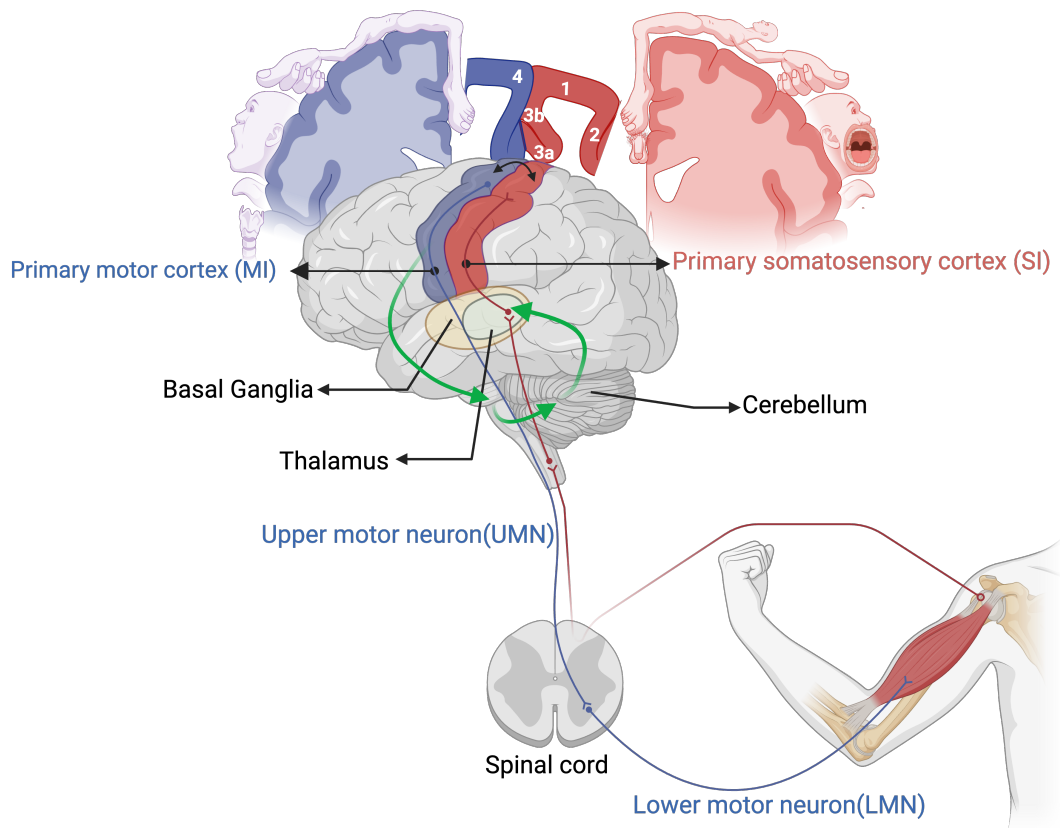 4
1
3b
2
3a
Primary motor cortex (MI)
Primary somatosensory cortex (SI)
Basal Ganglia
Cerebellum
Thalamus
Upper motor neuron(UMN)
Spinal cord
Lower motor neuron(LMN)